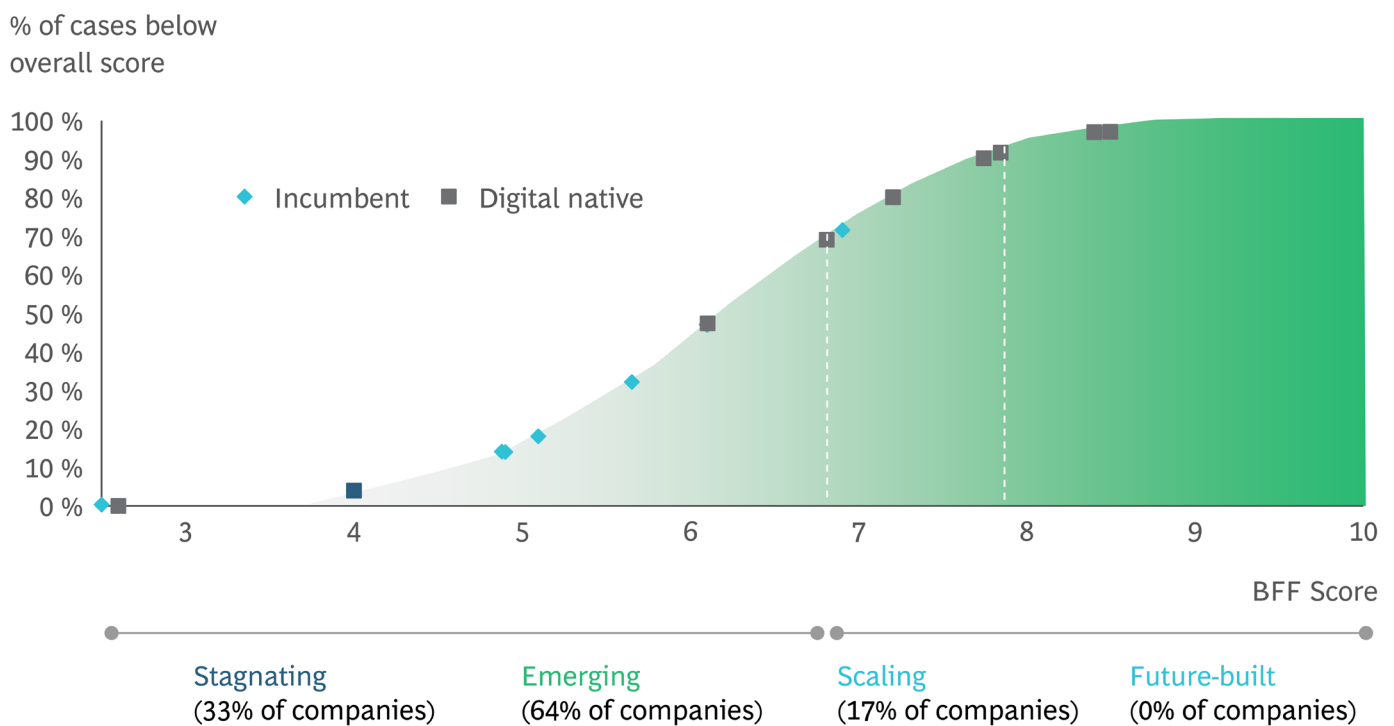 % of cases below
overall score
100 %
90 %
80 %
70 %
60 %
50 %
40 %
30 %
20 %
10 %
0 %
Incumbent
Digital native
3 4 5 6 7 8 9 10
BFF Score
Stagnating Emerging Scaling Future-built
(33% of companies) (64% of companies) (17% of companies) (0% of companies)